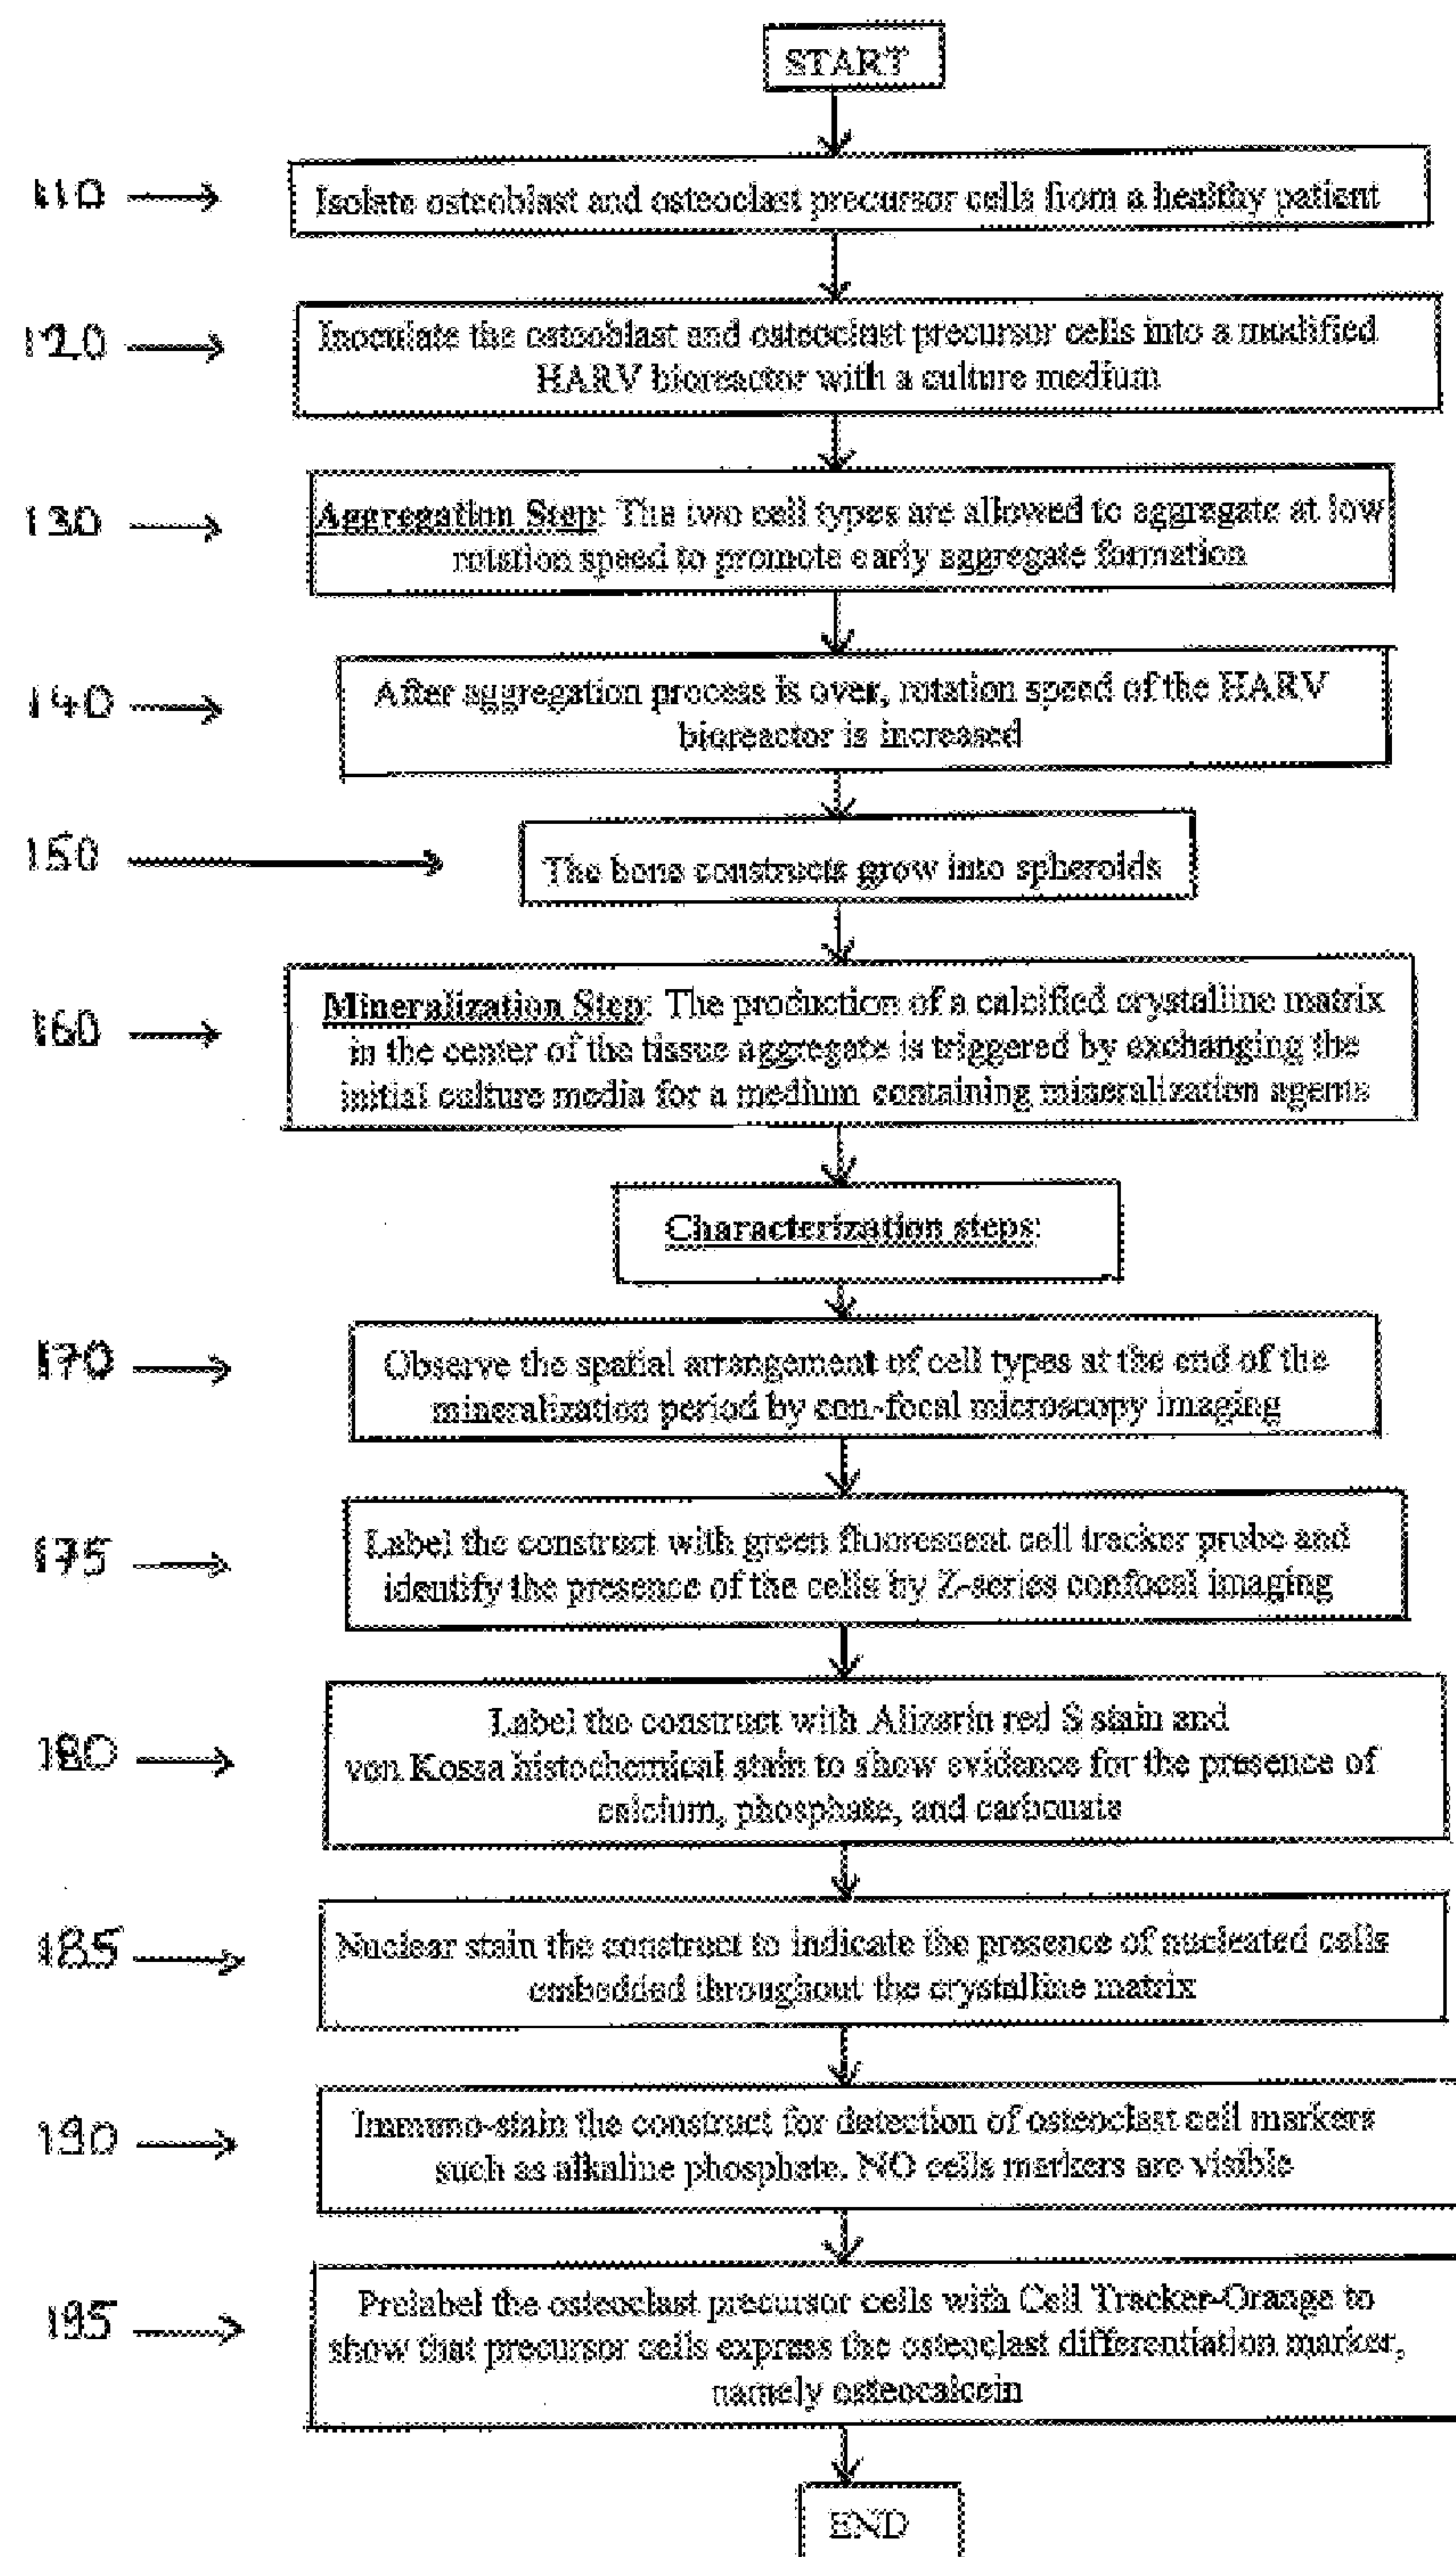 START
110
Isolate osteoblast and osteoclast precursor cells from a healthy patient
120
Inoculate the osteoblast and osteoclast precursor cells into a modified
HARV bioreactor with a culture medium
130
Aggregation Step: The two cell types are allowed to aggregate at low
rotation speed to promote early aggregate formation
140
After aggregation process is over, rotation speed of the HARV
bioreactor is increased
150
The bone constructs grow into spheroids
160
Mineralization Step: The production of a calcified crystalline matrix
in the center of the tissue aggregate is triggered by exchanging the
initial culture media for a medium containing mineralization agents
Characterization steps:
170
Observe the spatial arrangement of cell types at the end of the
mineralization period by con-focal microscopy imaging
175
Label the construct with green fluorescent cell tracker probe and
identify the presence of the cells by Z-series confocal imaging
180
Label the construct with Alizarin red S stain and
von Kossa histochemical stain to show evidence for the presence of
calcium, phosphate, and carbonate
185
Nuclear stain the construct to indicate the presence of nucleated cells
embedded throughout the crystalline matrix
190
Immuno-stain the construct for detection of osteoclast cell markers
such as alkaline phosphate. NO cells markers are visible
195
Prelabel the osteoclast precursor cells with Cell Tracker-Orange to
show that precursor cells express the osteoclast differentiation marker,
namely osteocalcein
END